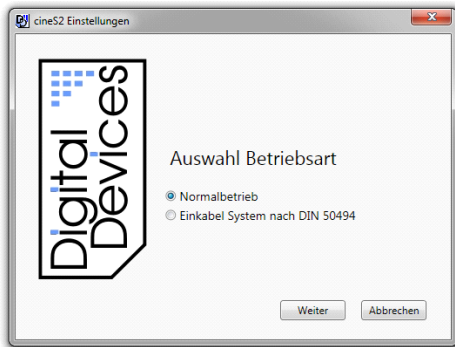 cineS2 Einstellungen
Digital
Devices
Auswahl Betriebsart
Normalbetrieb
Einkabel System nach DIN 50494
Weiter
Abbrechen